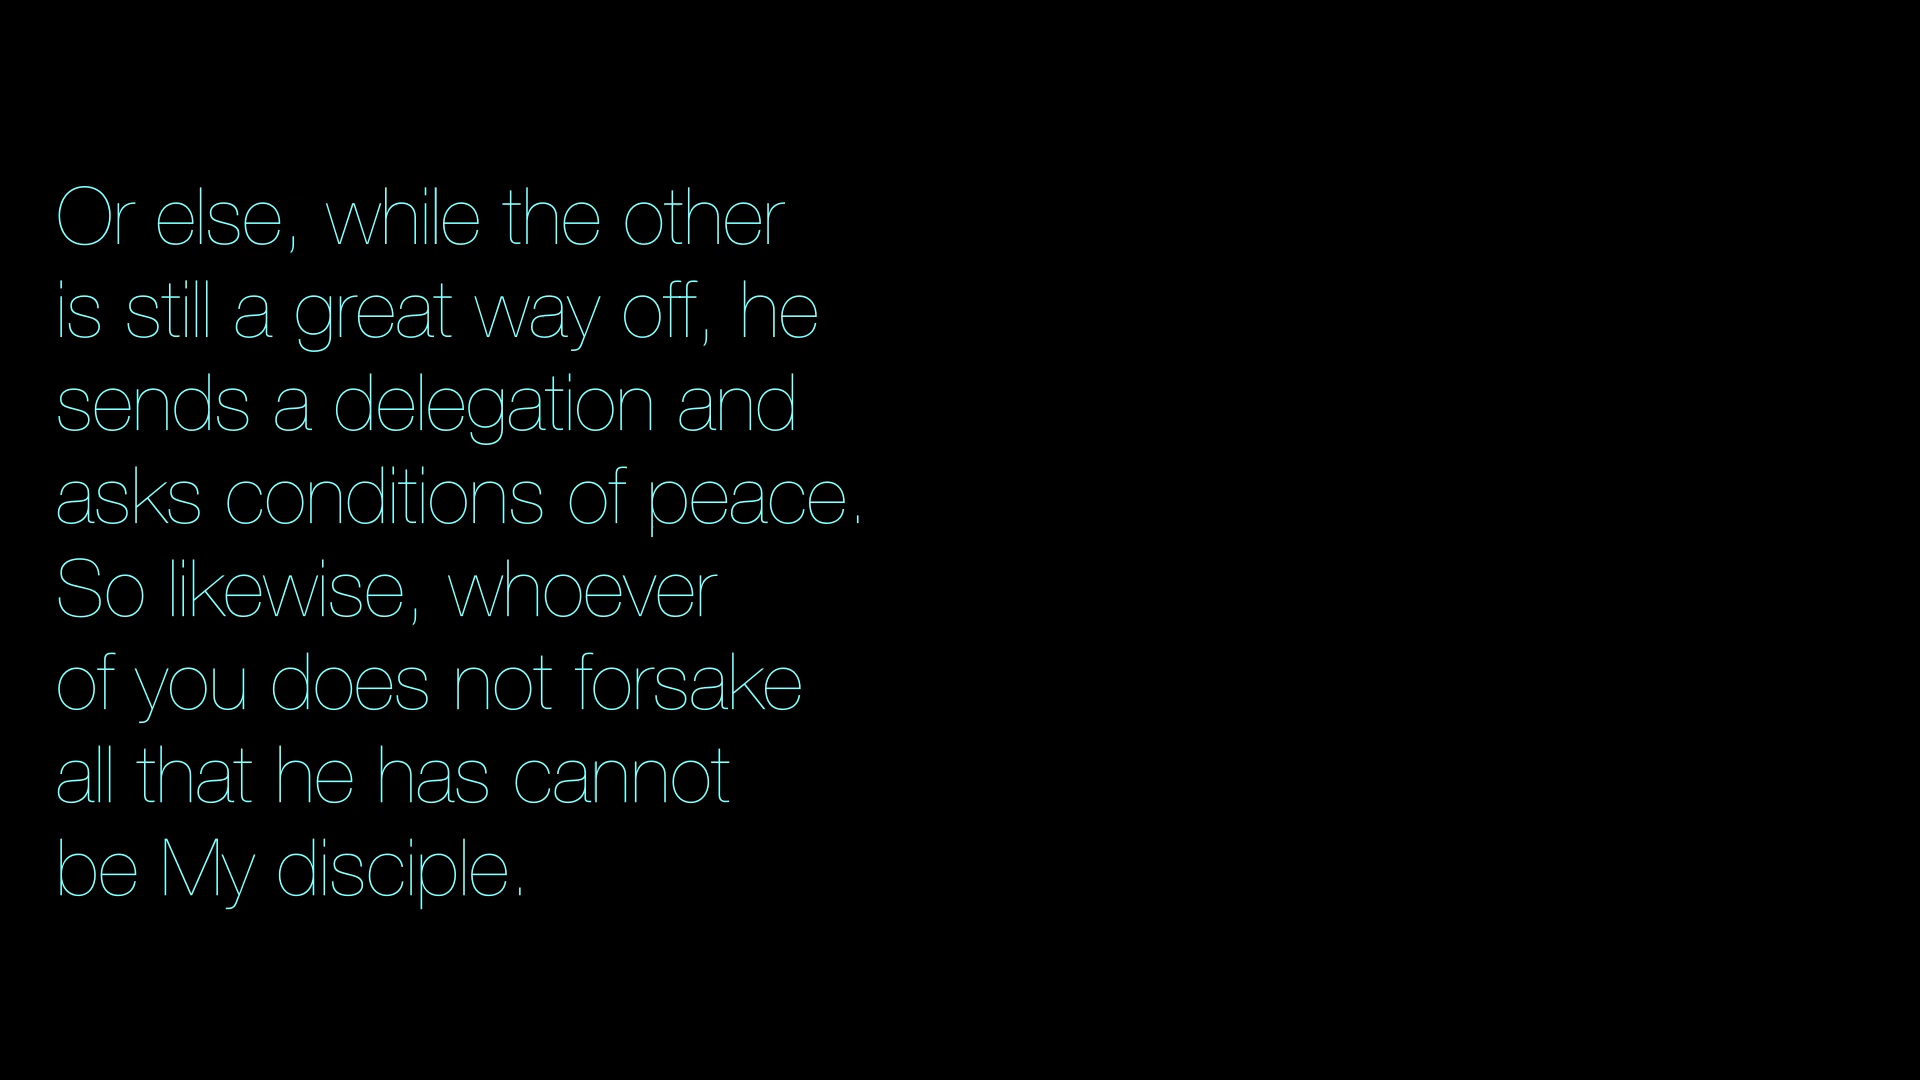 Or else, while the other
is still a great way off, he
sends a delegation and
asks conditions of peace.
So likewise, whoever
of you does not forsake
all that he has cannot
be My disciple.